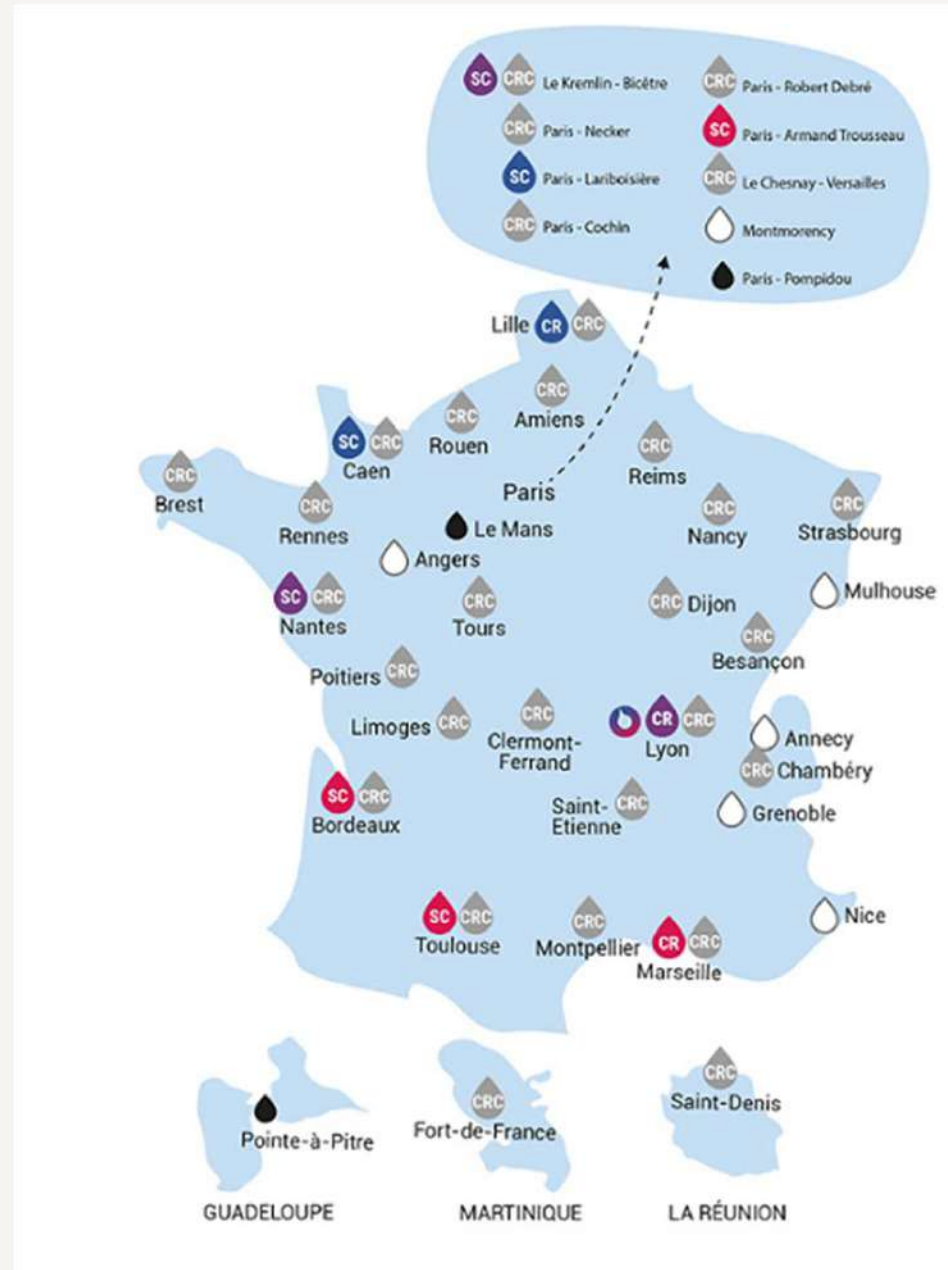 SC CRC Le Kremlin - Bicêtre
CRC Paris - Necker
SC Paris - Lariboisière
CRC Paris - Cochin
CRC Paris - Robert Debré
SC Paris - Armand Trousseau
CRC Le Chesnay - Versailles
Montmorency
Paris - Pompidou
Lille CR CRC
CRC
Amiens
CRC
Rouen
SC CRC
Caen
CRC
Reims
CRC
Brest
Paris
CRC
Rennes
CRC
Nancy
CRC
Strasbourg
Le Mans
Angers
Mulhouse
SC CRC
Nantes
CRC
Tours
CRC Dijon
CRC
Besançon
Poitiers CRC
Limoges CRC
CRC
Clermont-
Ferrand
CR CRC
Lyon
Annecy
CRC Chambéry
SC CRC
Bordeaux
CRC
Saint-
Etienne
Grenoble
SC CRC
Toulouse
CRC
Montpellier
CR CRC
Marseille
Nice
Pointe-à-Pitre
GUADELOUPE
CRC
Fort-de-France
MARTINIQUE
CRC
Saint-Denis
LA RÉUNION